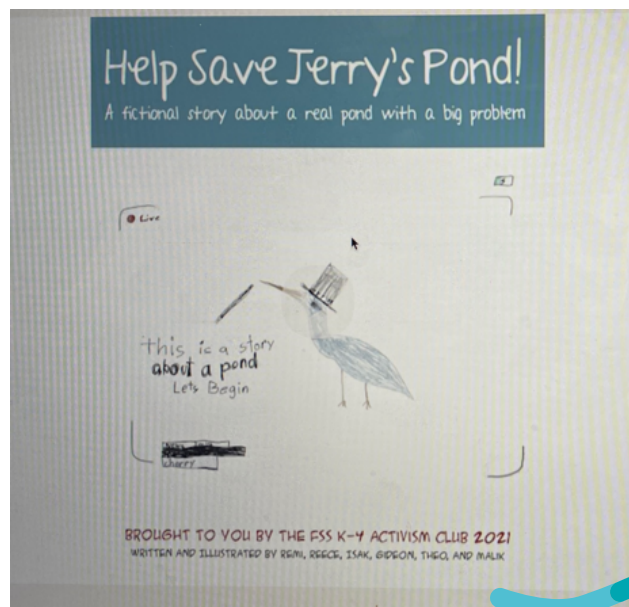 Help Save Jerry's Pond!
A fictional story about a real pond with a big problem
Live
this is a story
about a pond
Lets Begin
BROUGHT TO YOU BY THE FSS K-4 ACTIVISM CLUB 2021
WRITTEN AND ILLUSTRATED BY REMI, REECE, ISAK, GIDEON, THEO, AND MALIK